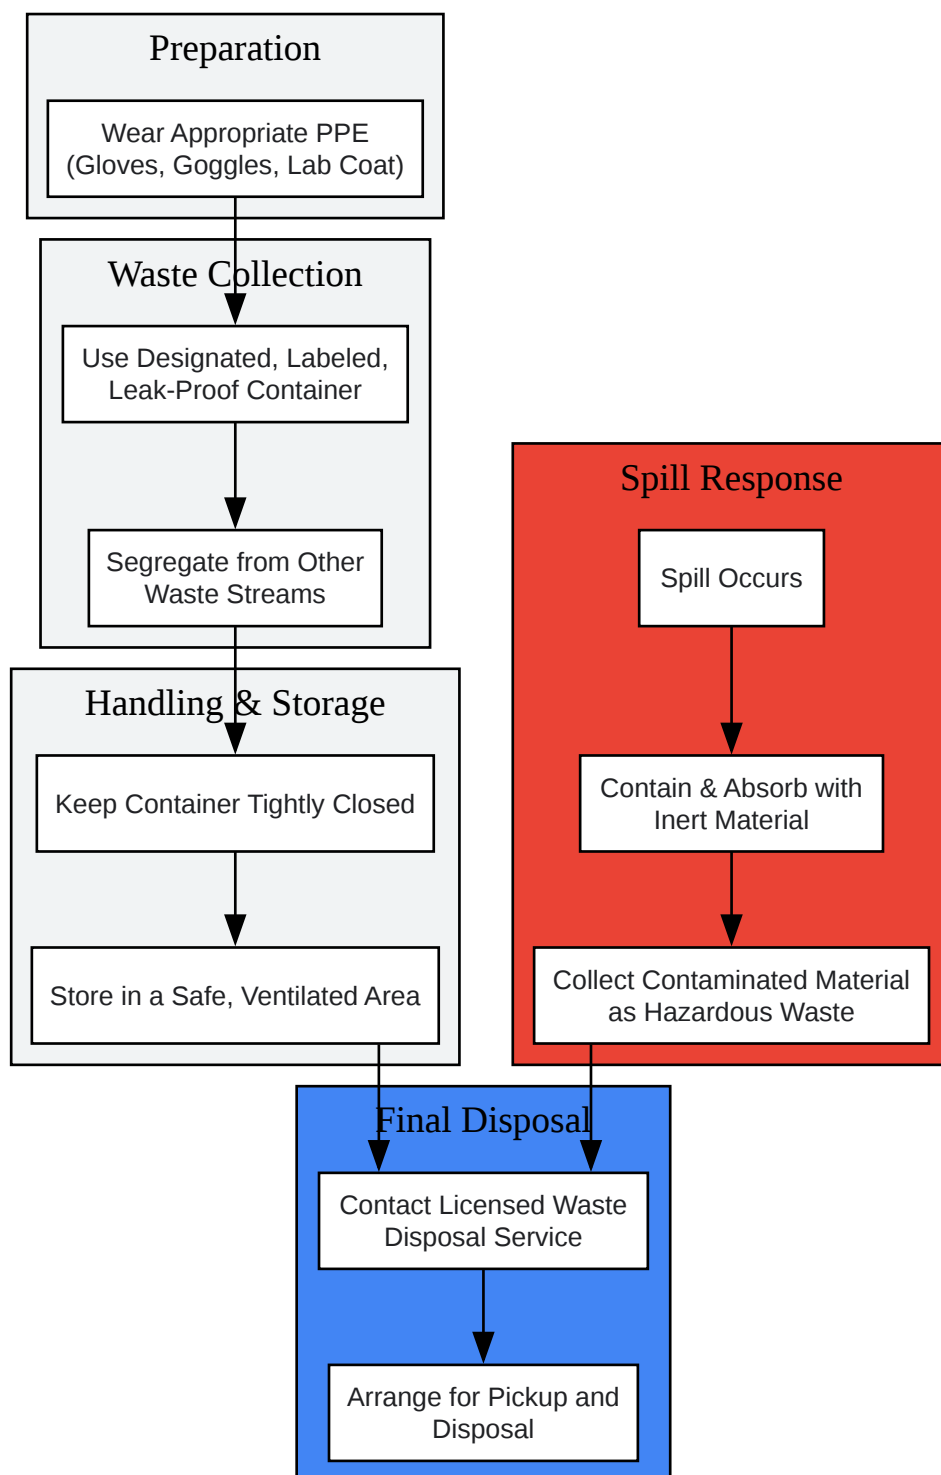 Preparation
Wear Appropriate PPE
(Gloves, Goggles, Lab Coat)
Waste Collection
Use Designated, Labeled,
Leak-Proof Container
Segregate from Other
Waste Streams
Handling & Storage
Keep Container Tightly Closed
Store in a Safe, Ventilated Area
Spill Response
Spill Occurs
Contain & Absorb with
Inert Material
Collect Contaminated Material
as Hazardous Waste
Final Disposal
Contact Licensed Waste
Disposal Service
Arrange for Pickup and
Disposal